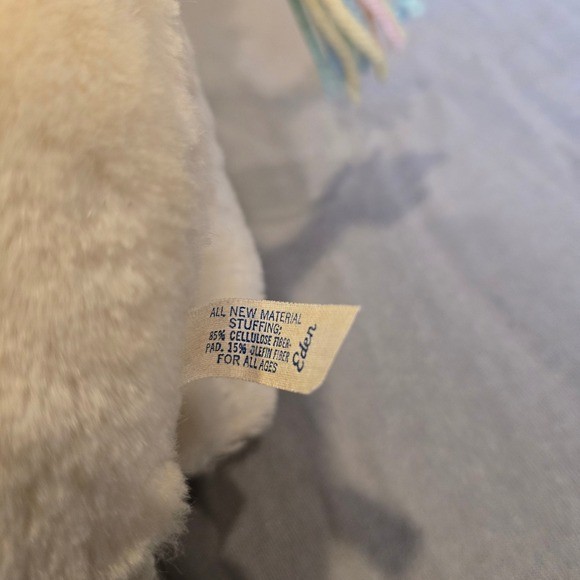 ALL NEW MATERIAL
STUFFING:
85% CELLULOSE FIBER-
PAD. 15% OLEFIN FIBER
FOR ALL AGES
Eden